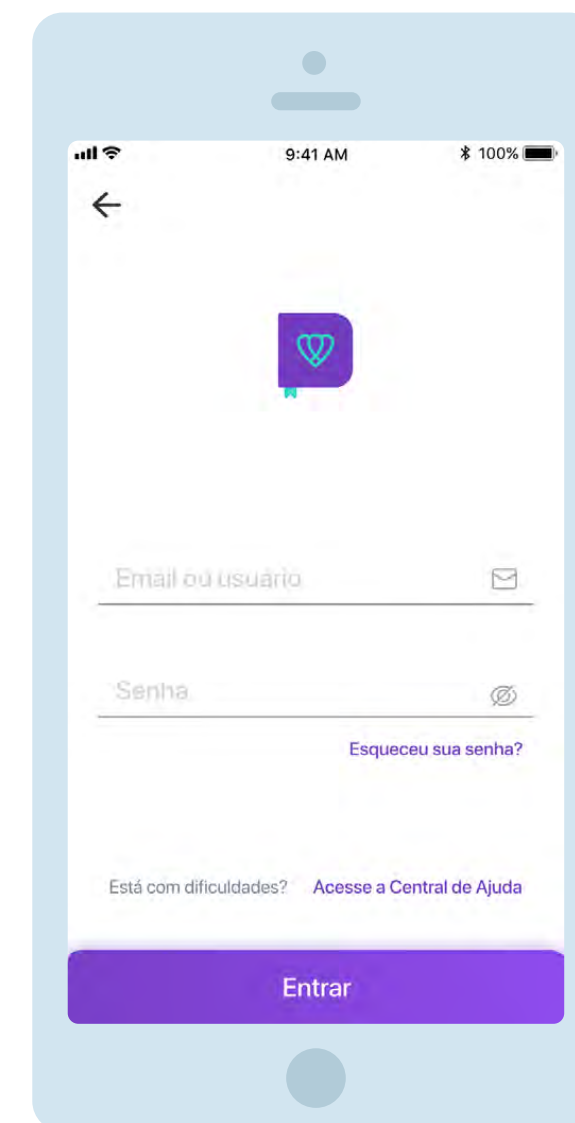 9:41 AM 100%
Email ou usuário
Senha
Esqueceu sua senha?
Está com dificuldades? Acesse a Central de Ajuda
Entrar